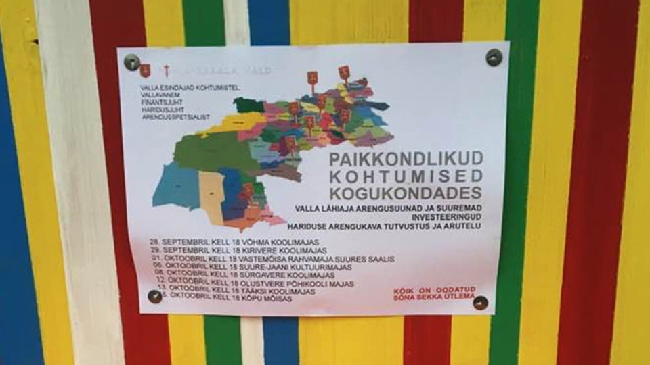 VALD
VALLA ESINDAJAD KOHTUMISTEL
VALLAVANEM
FINANTSJUHT
HARIDUSJUHT
ARENGUSPETSIALIST
PAIKKONDLIKUD
KOHTUMISED
KOGUKONDADES
VALLA LÄHIAJA ARENGUSUUNAD JA SUUREMAD
INVESTEERINGUD
HARIDUSE ARENGUKAVA TUTVUSTUS JA ARUTELU
28. SEPTEMBRIL KELL 18 VÕHMA KOOLIMAJAS
29. SEPTEMBRIL KELL 18 KIRIVERE KOOLIMAJAS
01. OKTOOBRIL KELL 18 VASTEMÕISA RAHVAMAJA SUURES SAALIS
06. OKTOOBRIL KELL 18 SUURE-JAANI KULTUURIMAJAS
08. OKTOOBRIL KELL 18 SÜRGAVERE KOOLIMAJAS
12. OKTOOBRIL KELL 18 OLUSTVERE PÕHIKOOLI MAJAS
13. OKTOOBRIL KELL 18 TÄÄKSI KOOLIMAJAS
5. OKTOOBRIL KELL 18 KÕPU MÕISAS
KÕIK ON OODATUD
SÕNA SEKKA ÜTLEMA